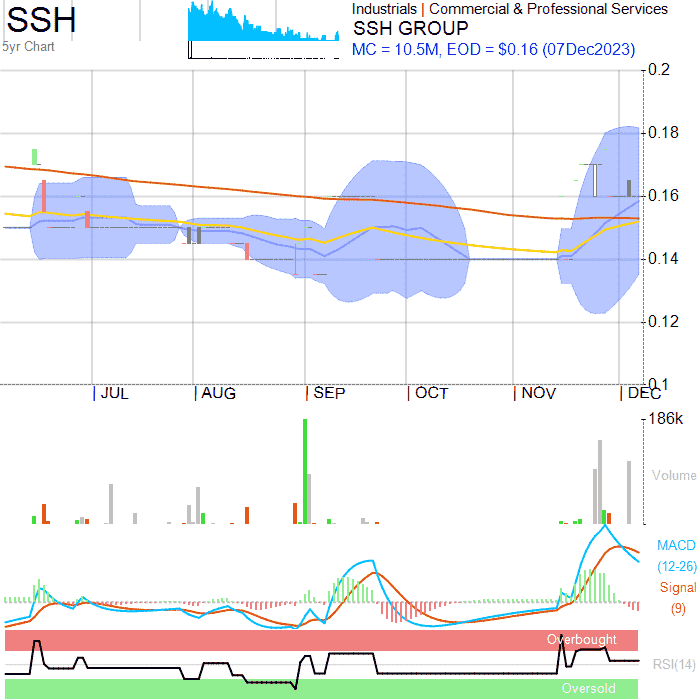 SSH
5yr Chart
Industrials | Commercial & Professional Services
SSH GROUP
MC = 10.5M, EOD = $0.16 (07Dec2023)
0.2
0.18
0.16
0.14
0.12
0.1
JUL AUG SEP OCT NOV DEC
186k
Volume
MACD
(12-26)
Signal
(9)
Overbought
RSI(14)
Oversold